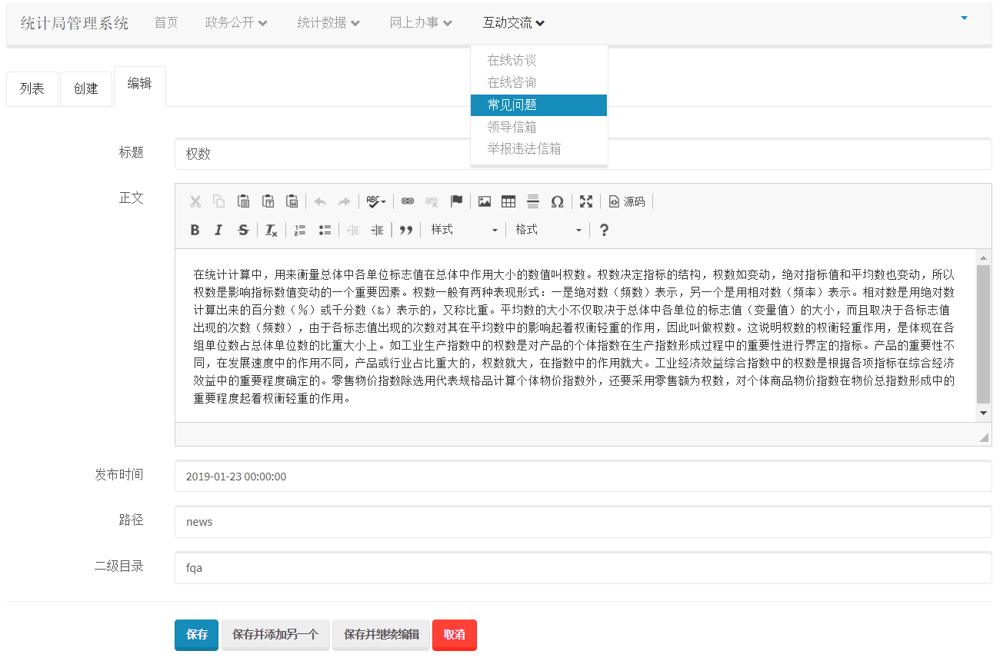 统计局管理系统 首页 政务公开 统计数据 网上办事 互动交流
在线访谈
在线咨询
常见问题
领导信箱
举报违法信箱
列表 创建 编辑
标题 权数
正文
ABC
源码
B I S Ix 样式 格式 ?
在统计计算中，用来衡量总体中各单位标志值在总体中作用大小的数值叫权数。权数决定指标的结构，权数如变动，绝对指标值和平均数也变动，所以
权数是影响指标数值变动的一个重要因素。权数一般有两种表现形式：一是绝对数（频数）表示，另一个是用相对数（频率）表示。相对数是用绝对数
计算出来的百分数（％）或千分数（‰）表示的，又称比重。平均数的大小不仅取决于总体中各单位的标志值（变量值）的大小，而且取决于各标志值
出现的次数（频数），由于各标志值出现的次数对其在平均数中的影响起着权衡轻重的作用，因此叫做权数。这说明权数的权衡轻重作用，是体现在各
组单位数占总体单位数的比重大小上。如工业生产指数中的权数是对产品的个体指数在生产指数形成过程中的重要性进行界定的指标。产品的重要性不
同，在发展速度中的作用不同，产品或行业占比重大的，权数就大，在指数中的作用就大。工业经济效益综合指数中的权数是根据各项指标在综合经济
效益中的重要程度确定的。零售物价指数除选用代表规格品计算个体物价指数外，还要采用零售额为权数，对个体商品物价指数在物价总指数形成中的
重要程度起着权衡轻重的作用。
发布时间 2019-01-23 00:00:00
路径 news
二级目录 fqa
保存 保存并添加另一个 保存并继续编辑 取消